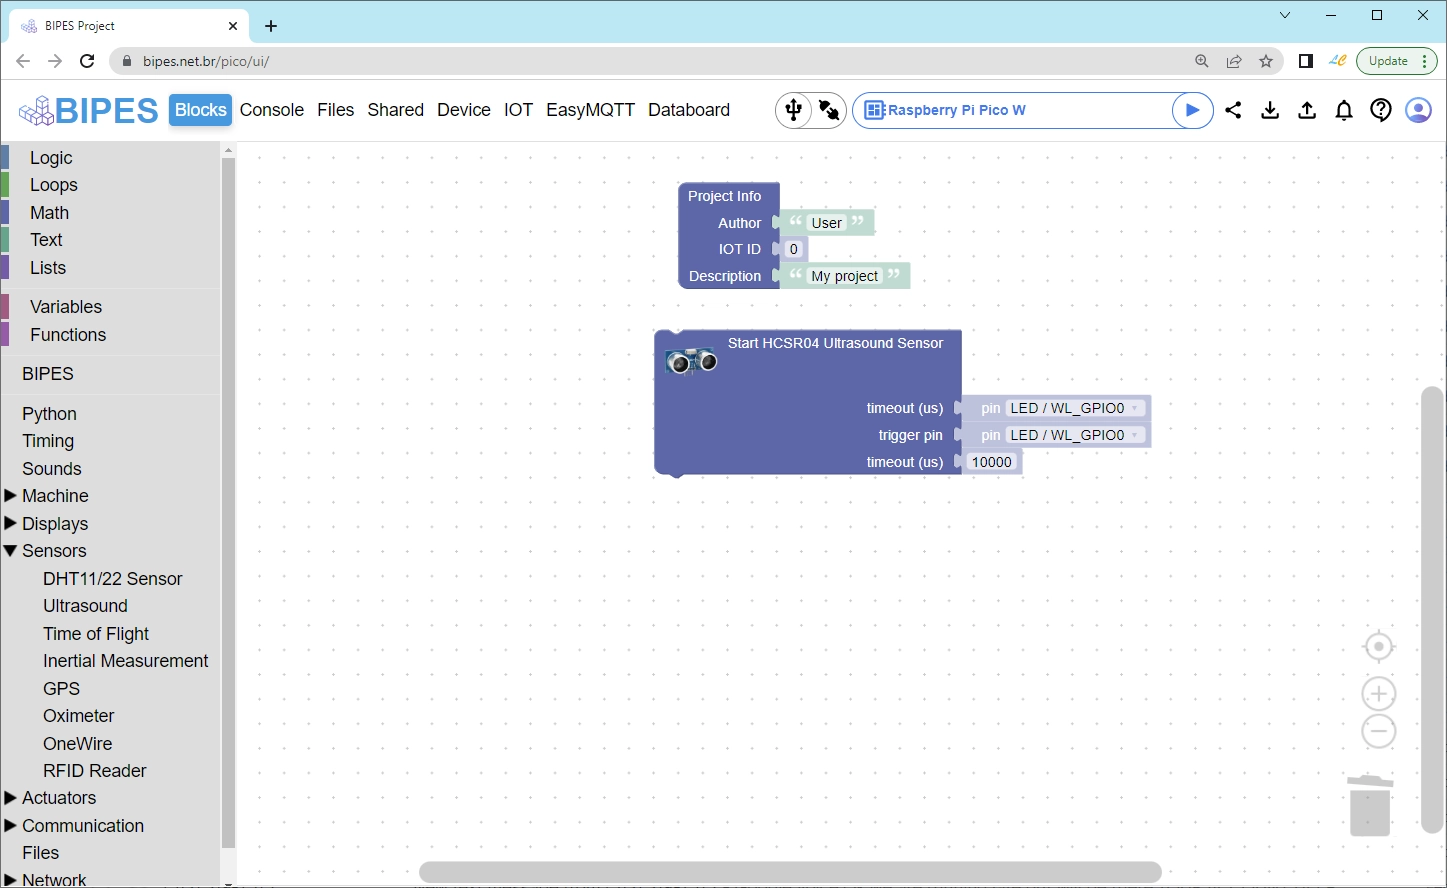 BIPES Project
bipes.net.br/pico/ui/
Update
BIPES Blocks Console Files Shared Device IOT EasyMQTT Databoard Raspberry Pi Pico W
Logic
Loops
Math
Text
Lists
Variables
Functions
BIPES
Python
Timing
Sounds
Machine
Displays
Sensors
DHT11/22 Sensor
Ultrasound
Time of Flight
Inertial Measurement
GPS
Oximeter
OneWire
RFID Reader
Actuators
Communication
Files
Network
Project Info
Author “ User ”
IOT ID 0
Description “ My project ”
Start HCSR04 Ultrasound Sensor
timeout (us) pin LED / WL_GPIO0
trigger pin pin LED / WL_GPIO0
timeout (us) 10000